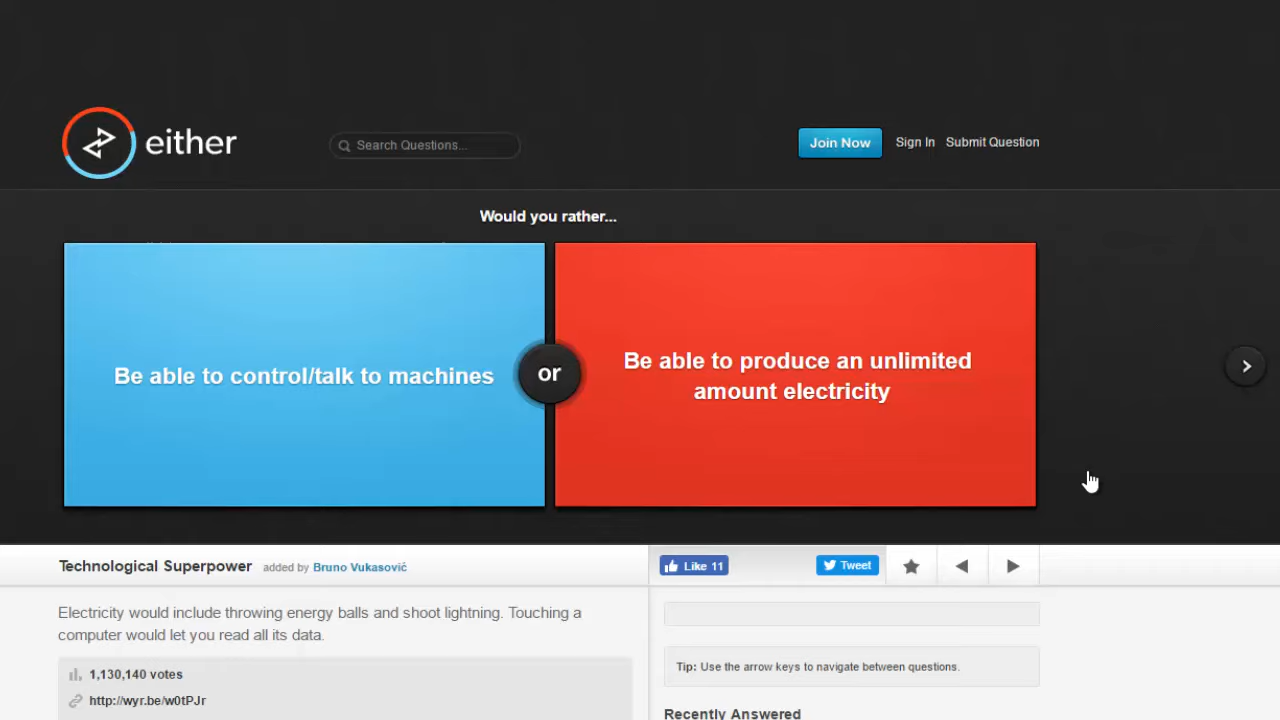 either
Search Questions...
Join Now
Sign In
Submit Question
Would you rather...
Be able to control/talk to machines
or
Be able to produce an unlimited
amount electricity
Technological Superpower added by Bruno Vukasović
Like 11
Tweet
Electricity would include throwing energy balls and shoot lightning. Touching a
computer would let you read all its data.
1,130,140 votes
http://wyr.be/w0tPJr
Tip: Use the arrow keys to navigate between questions.
Recently Answered